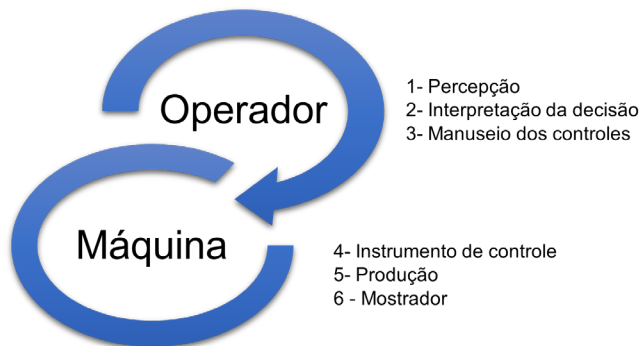 Operador
1- Percepção
2- Interpretação da decisão
3- Manuseio dos controles
Máquina
4- Instrumento de controle
5- Produção
6 - Mostrador